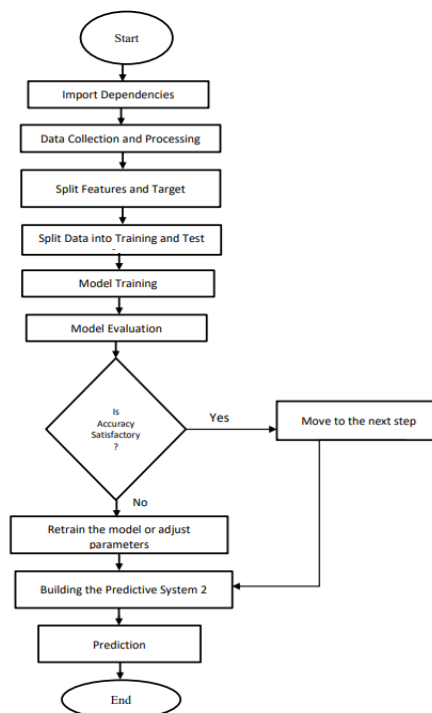 Start
Import Dependencies
Data Collection and Processing
Split Features and Target
Split Data into Training and Test
Model Training
Model Evaluation
Is
Accuracy
Satisfactory
?
Yes
Move to the next step
No
Retrain the model or adjust
parameters
Building the Predictive System 2
Prediction
End